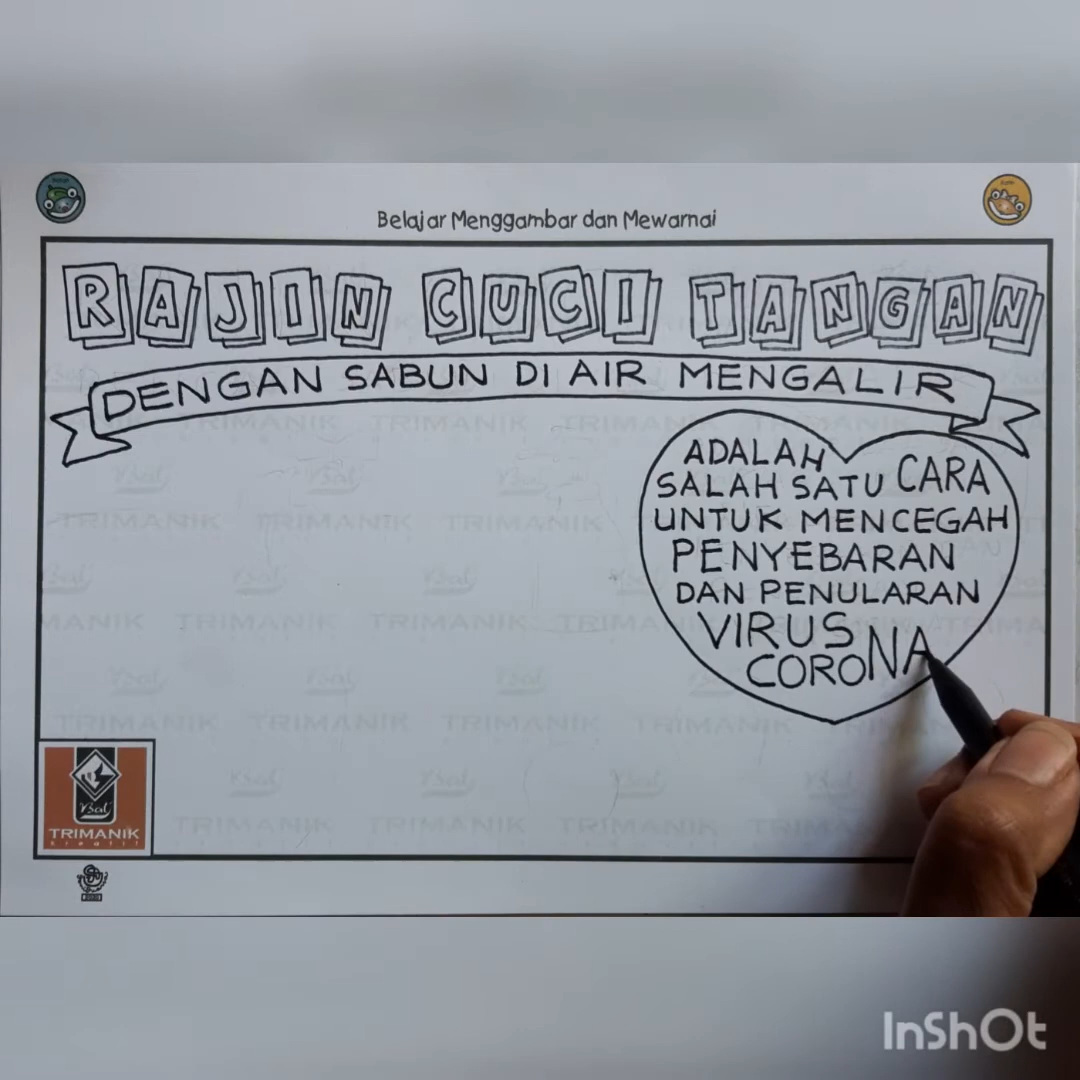 Belajar Menggambar dan Mewarnai
RAJIN CUCI TANGAN
DENGAN SABUN DI AIR MENGALIR
ADALAH
SALAH SATU CARA
UNTUK MENCEGAH
PENYEBARAN
DAN PENULARAN
VIRUS
CORONA
TRIMANIK
kreatif
InShOt